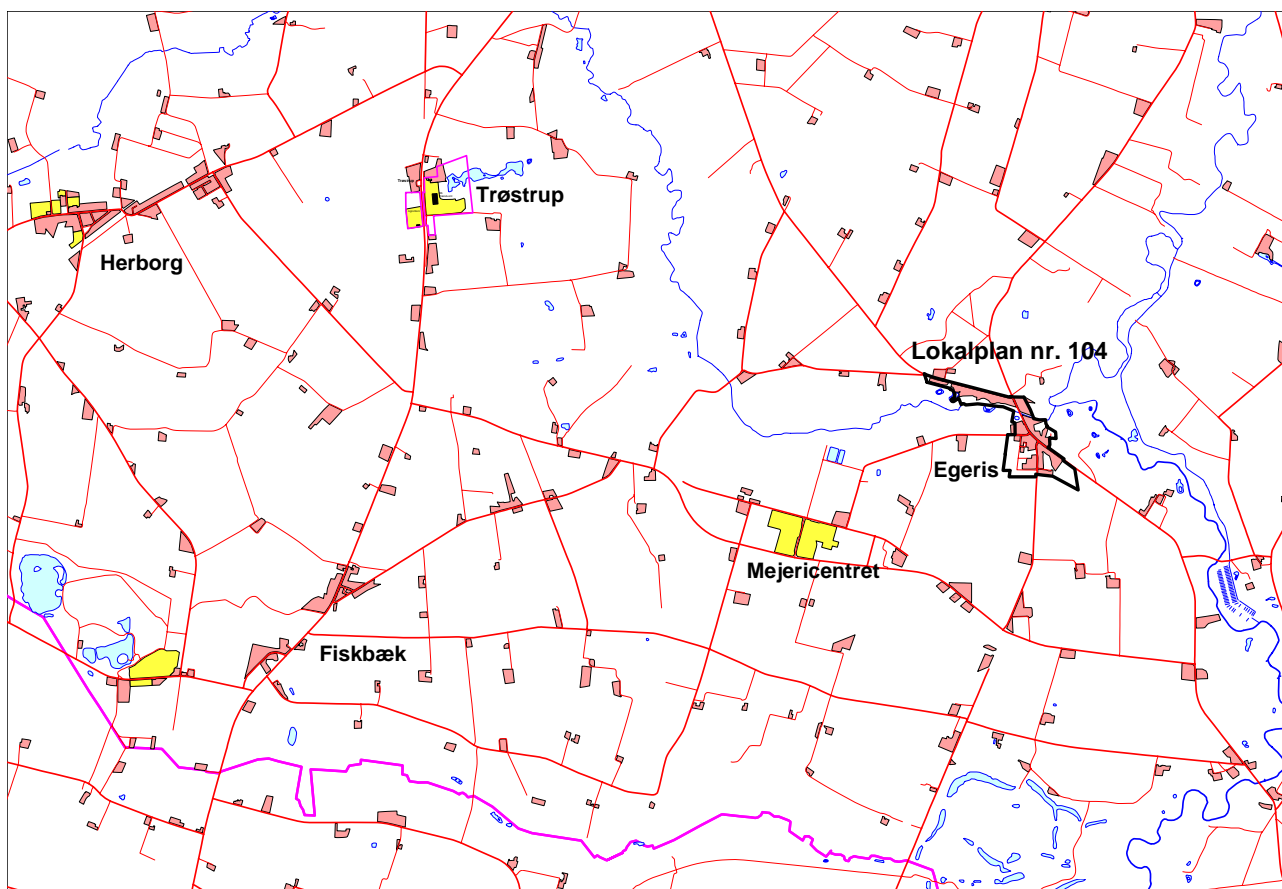 Trøstrup
Herborg
Lokalplan nr. 104
Egeris
Mejericentret
Fiskbæk